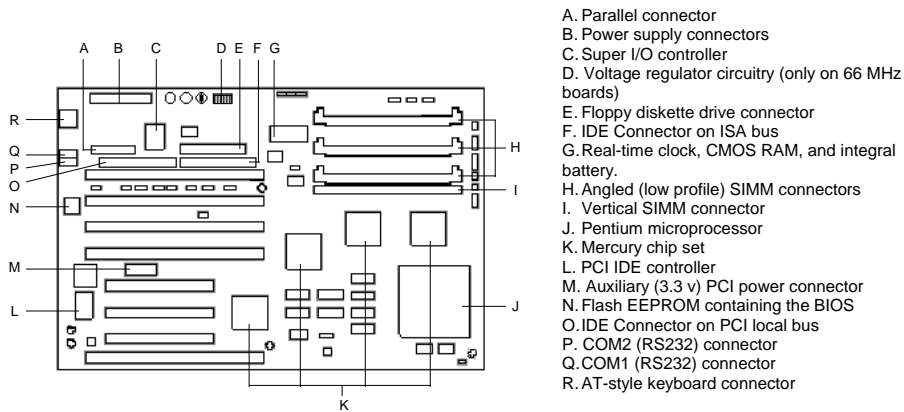 A B C D E F G
R
Q
P
O
N
M
L
H
I
J
K
A. Parallel connector
B. Power supply connectors
C. Super I/O controller
D. Voltage regulator circuitry (only on 66 MHz
boards)
E. Floppy diskette drive connector
F. IDE Connector on ISA bus
G. Real-time clock, CMOS RAM, and integral
battery.
H. Angled (low profile) SIMM connectors
I. Vertical SIMM connector
J. Pentium microprocessor
K. Mercury chip set
L. PCI IDE controller
M. Auxiliary (3.3 v) PCI power connector
N. Flash EEPROM containing the BIOS
O. IDE Connector on PCI local bus
P. COM2 (RS232) connector
Q. COM1 (RS232) connector
R. AT-style keyboard connector